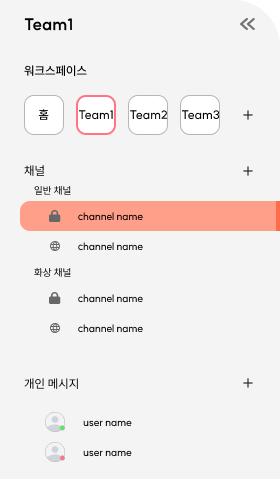 Team1
워크스페이스
홈 Team1 Team2 Team3 +
채널 +
일반 채널
channel name
channel name
화상 채널
channel name
channel name
개인 메시지 +
user name
user name